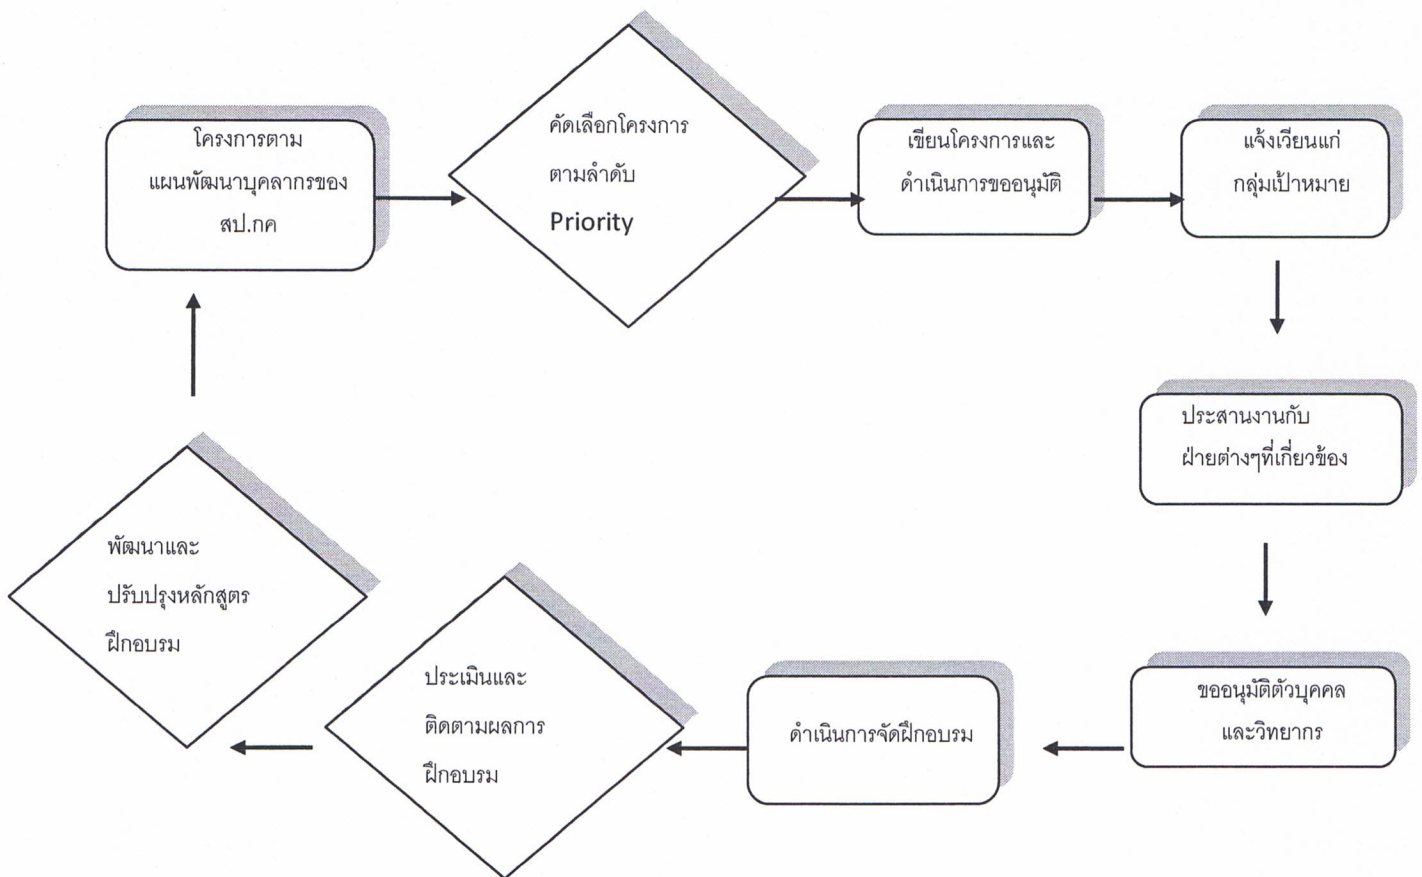 โครงการตาม
แผนพัฒนาบุคลากรของ
สป.กค
คัดเลือกโครงการ
ตามลำดับ
Priority
เขียนโครงการและ
ดำเนินการขออนุมัติ
แจ้งเวียนแก่
กลุ่มเป้าหมาย
ประสานงานกับ
ฝ่ายต่างๆที่เกี่ยวข้อง
ขออนุมัติตัวบุคคล
และวิทยากร
ดำเนินการจัดฝึกอบรม
ประเมินและ
ติดตามผลการ
ฝึกอบรม
พัฒนาและ
ปรับปรุงหลักสูตร
ฝึกอบรม